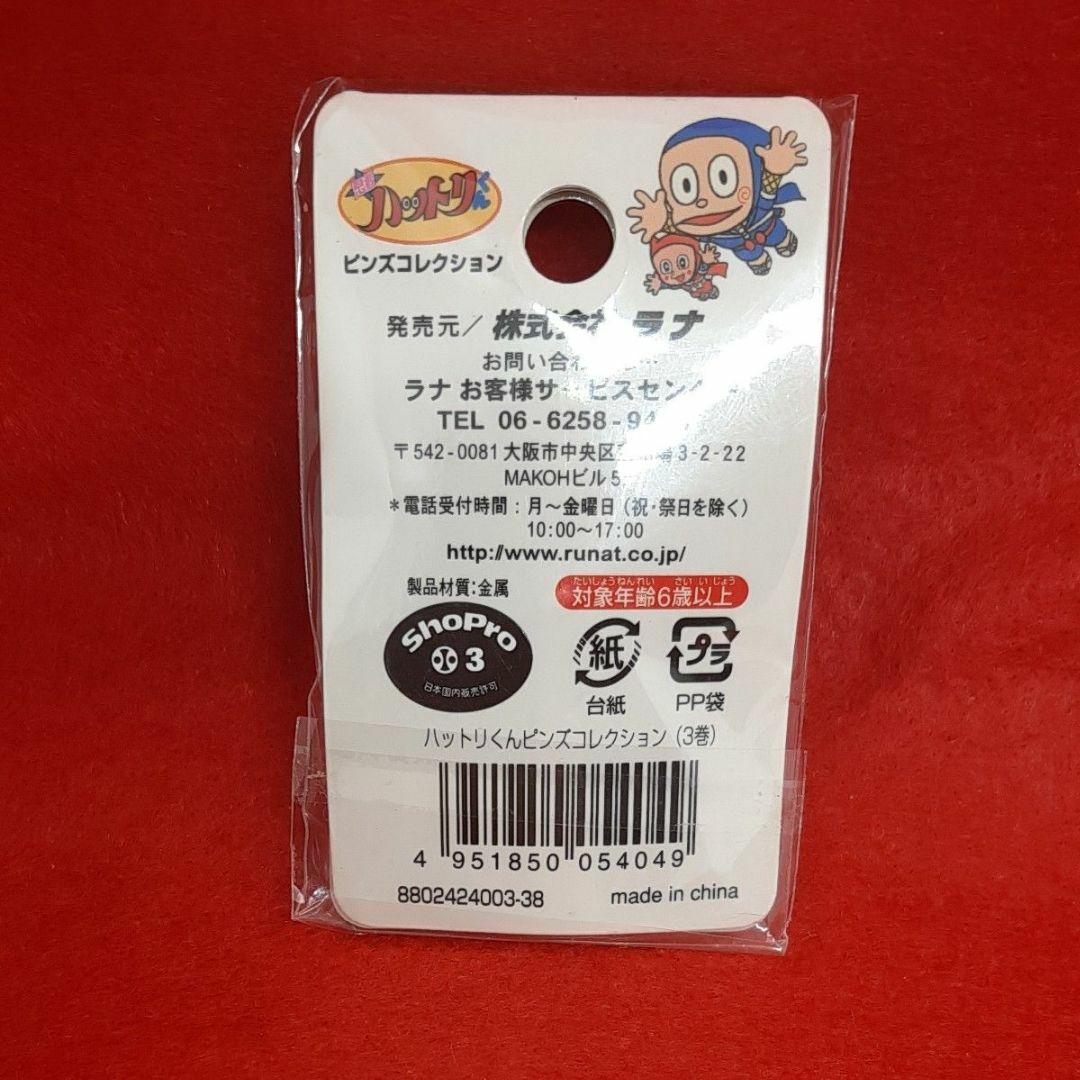 忍者 ハットリくん
ピンズコレクション
発売元／株式会社 ラナ
お問い合わ
ラナ お客様サービスセン
TEL 06-6258-94
〒542-0081 大阪市中央区 3-2-22
MAKOHビル5
＊電話受付時間：月～金曜日（祝・祭日を除く）
10:00～17:00
http://www.runat.co.jp/
製品材質：金属
たいしょうねんれい さい いじょう
対象年齢6歳以上
ShoPro
3
日本国内販売許可
紙
プラ
台紙
PP袋
ハットリくんピンズコレクション（3巻）
4 951850 054049
8802424003-38
made in china